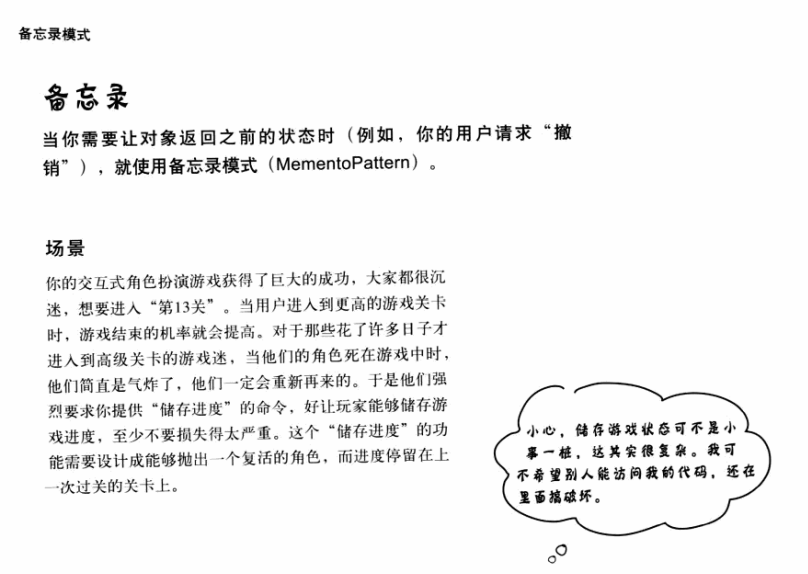 备忘录模式
备忘录
当你需要让对象返回之前的状态时（例如，你的用户请求“撤
销”），就使用备忘录模式（MementoPattern）。
场景
你的交互式角色扮演游戏获得了巨大的成功，大家都很沉
迷，想要进入“第13关”。当用户进入到更高的游戏关卡
时，游戏结束的机率就会提高。对于那些花了许多日子才
进入到高级关卡的游戏迷，当他们的角色死在游戏中时，
他们简直是气炸了，他们一定会重新再来的。于是他们强
烈要求你提供“储存进度”的命令，好让玩家能够储存游
戏进度，至少不要损失得太严重。这个“储存进度”的功
能需要设计成能够抛出一个复活的角色，而进度停留在上
一次过关的关卡上。
小心，储存游戏状态可不是小
事一桩，这其实很复杂。我可
不希望别人能访问我的代码，还在
里面搞破坏。